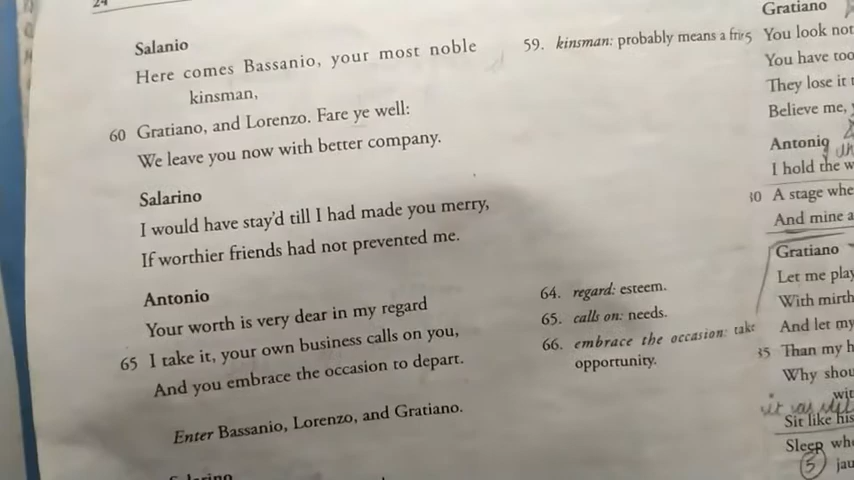 24
Salanio
Here comes Bassanio, your most noble
kinsman,
60 Gratiano, and Lorenzo. Fare ye well:
We leave you now with better company.
Salarino
I would have stay'd till I had made you merry,
If worthier friends had not prevented me.
Antonio
Your worth is very dear in my regard
65 I take it, your own business calls on you,
And you embrace the occasion to depart.
Enter Bassanio, Lorenzo, and Gratiano.
Salarino
59. kinsman: probably means a
64. regard: esteem.
65. calls on: needs.
66. embrace the occasion: take
opportunity.
Gratiano
You look not
You have too
They lose it
Believe me,
Antonio
I hold the
A stage
And mine
Gratiano
Let me
With mirth
And let my
35 Than my
Why
Sit like his
Sleep
5